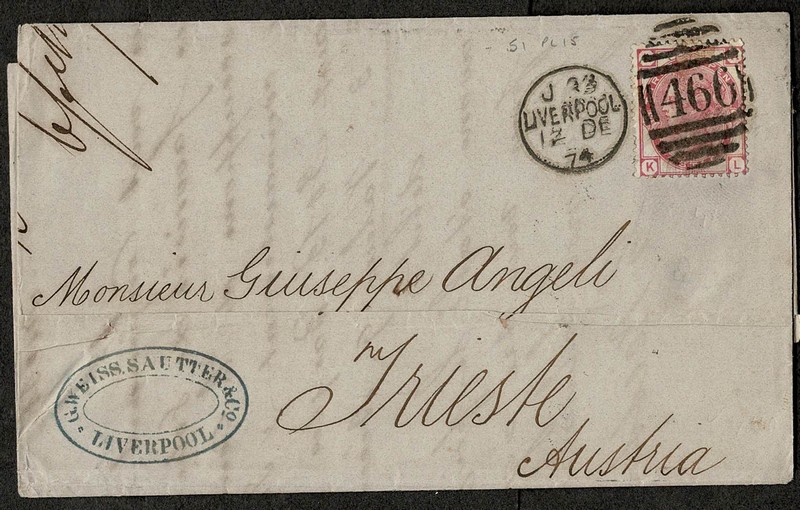 51 PL 15
J 33
LIVERPOOL
12 DE
74
466
K L
Monsieur Giuseppe Angeli
Trieste
Austria
G. WEISS, SAUTTER & Co.
LIVERPOOL